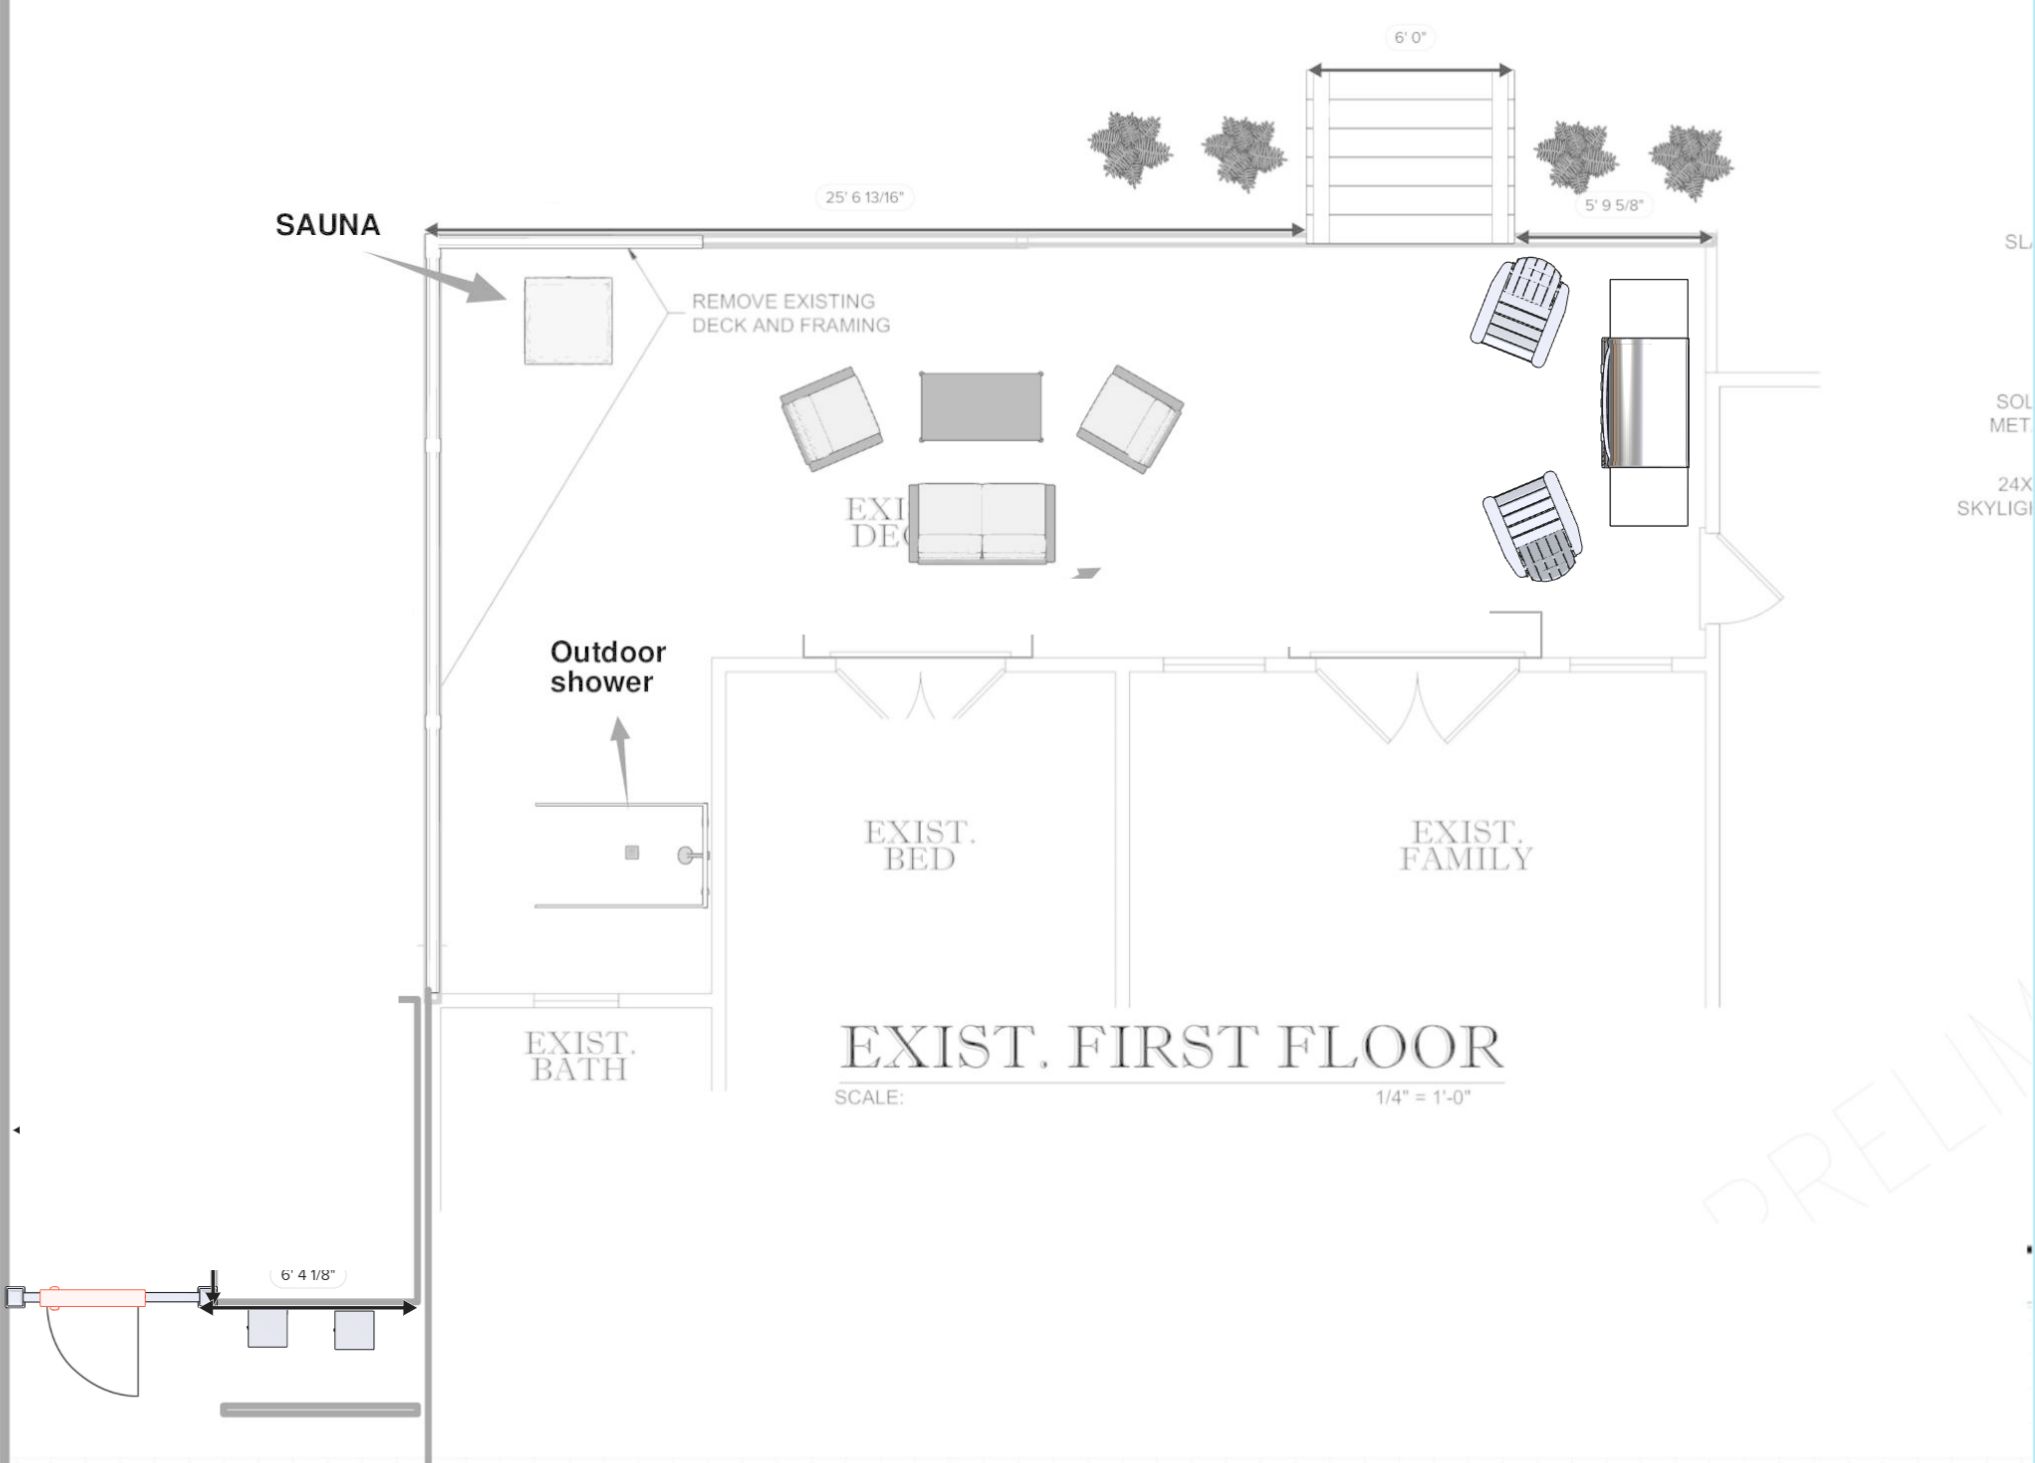 6' 0"
25' 6 13/16"
5' 9 5/8"
SAUNA
REMOVE EXISTING
DECK AND FRAMING
24X
Outdoor
shower
EXIST.
BED
EXIST.
FAMILY
EXIST.
BATH
EXIST. FIRST FLOOR
SCALE:
1/4" = 1'-0"
6' 4 1/8"